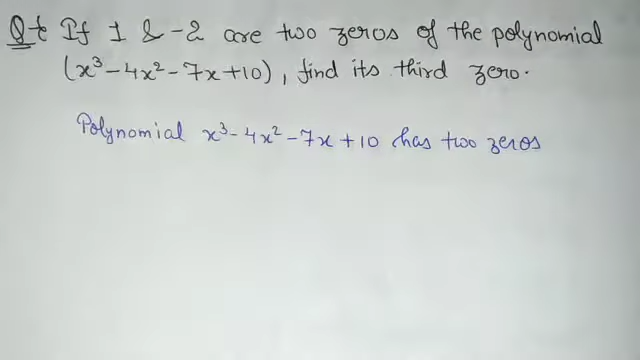 Q↑ If 1 & -2 are two zeros of the polynomial
(x³ - 4x² - 7x + 10), find its third zero.
Polynomial x³ - 4x² - 7x + 10 has two zeros